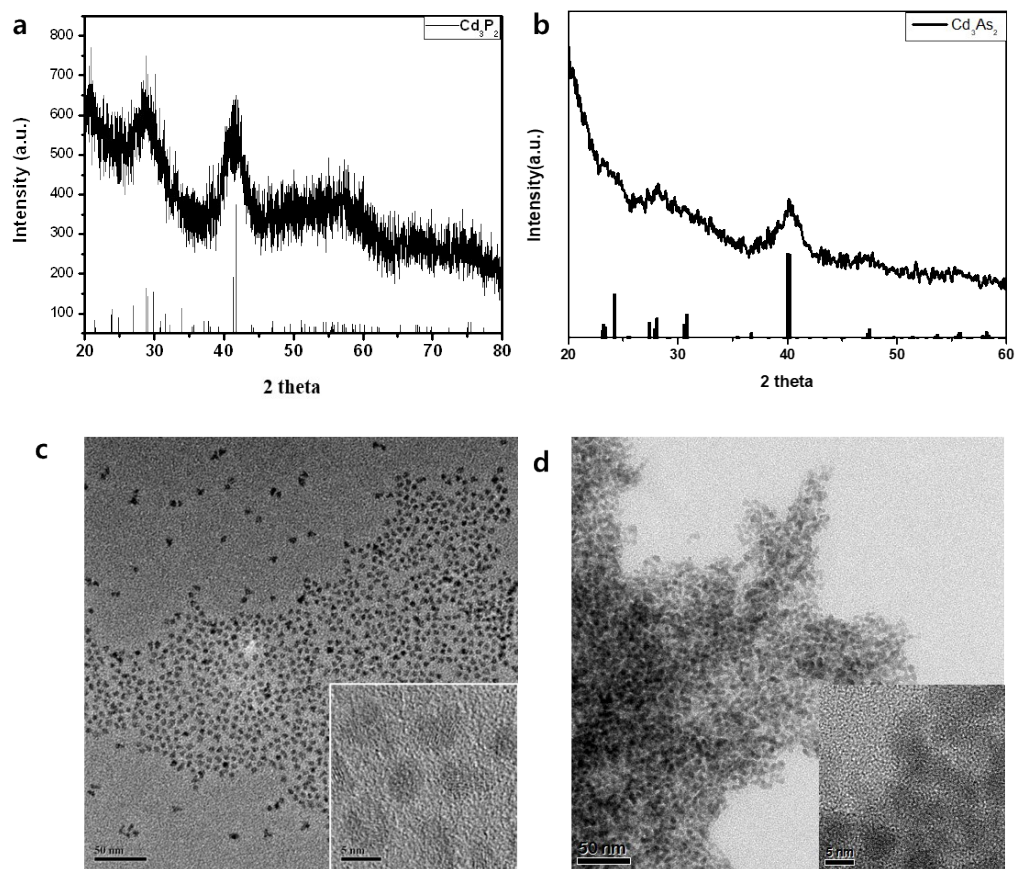 a
Cd3P2
800
700
600
500
400
300
200
100
Intensity (a.u.)
20 30 40 50 60 70 80
2 theta
b
Cd3As2
Intensity(a.u.)
20 30 40 50 60
2 theta
c
50 nm
5 nm
d
50 nm
5 nm